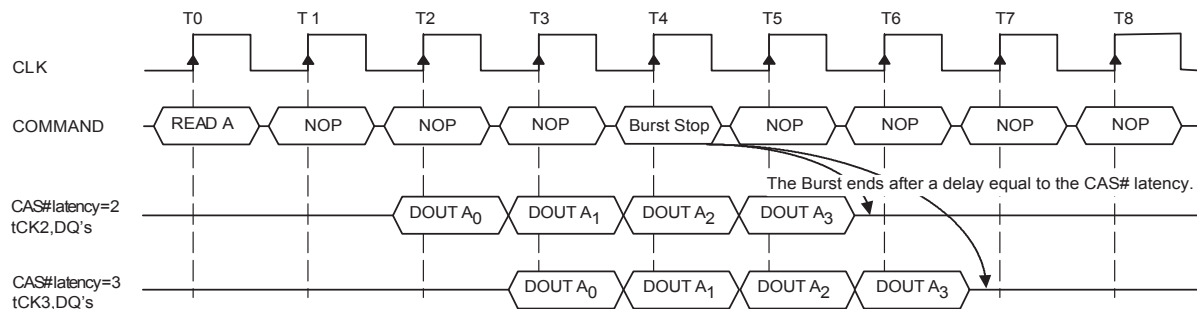 T0 T 1 T2 T3 T4 T5 T6 T7 T8
CLK
COMMAND READ A NOP NOP NOP Burst Stop NOP NOP NOP NOP
The Burst ends after a delay equal to the CAS# latency.
CAS# latency=2
tCK2,DQ's
DOUT A0 DOUT A1 DOUT A2 DOUT A3
CAS# latency=3
tCK3,DQ's
DOUT A0 DOUT A1 DOUT A2 DOUT A3